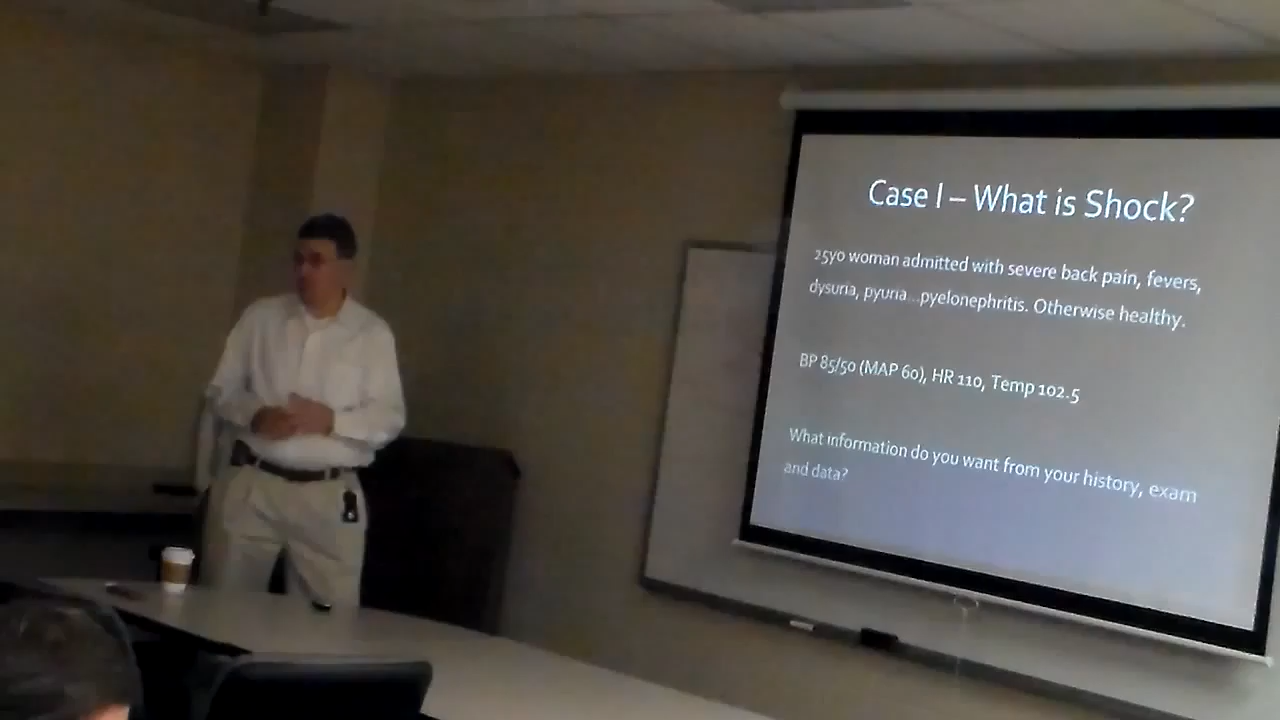 Case I – What is Shock?
25yo woman admitted with severe back pain, fevers,
dysuria, pyuria...pyelonephritis. Otherwise healthy.
BP 85/50 (MAP 60), HR 110, Temp 102.5
What information do you want from your history, exam
and data?